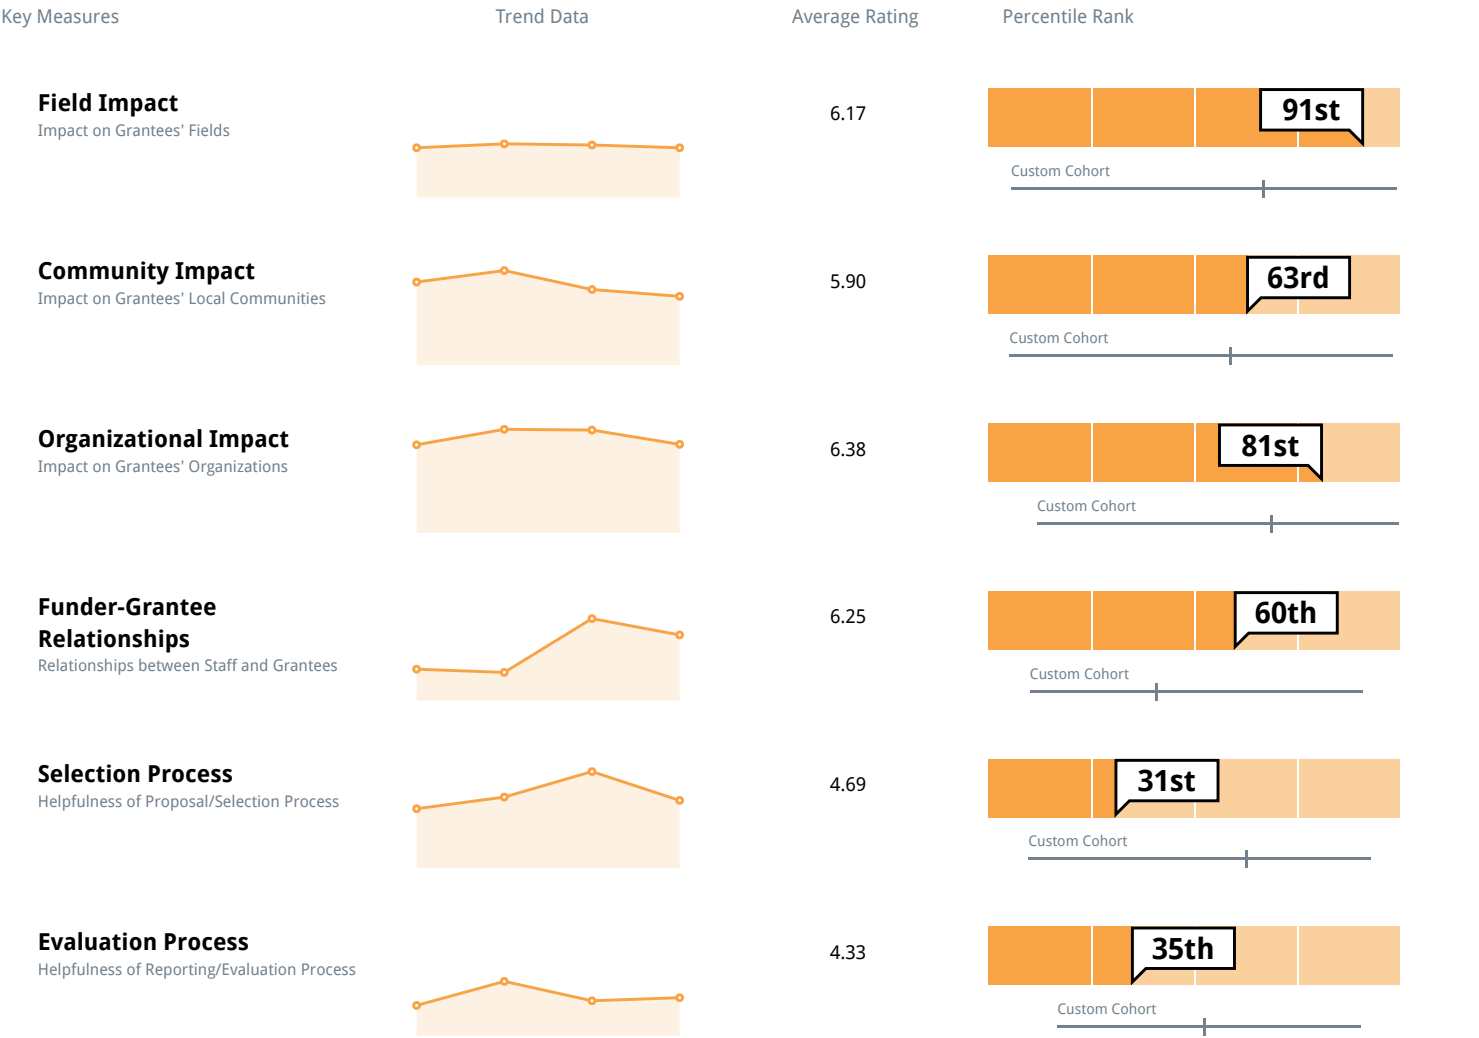 Key Measures
Trend Data
Average Rating
Percentile Rank
Field Impact
Impact on Grantees' Fields
6.17
91st
Custom Cohort
Community Impact
Impact on Grantees' Local Communities
5.90
63rd
Custom Cohort
Organizational Impact
Impact on Grantees' Organizations
6.38
81st
Custom Cohort
Funder-Grantee
Relationships
Relationships between Staff and Grantees
6.25
60th
Custom Cohort
Selection Process
Helpfulness of Proposal/Selection Process
4.69
31st
Custom Cohort
Evaluation Process
Helpfulness of Reporting/Evaluation Process
4.33
35th
Custom Cohort